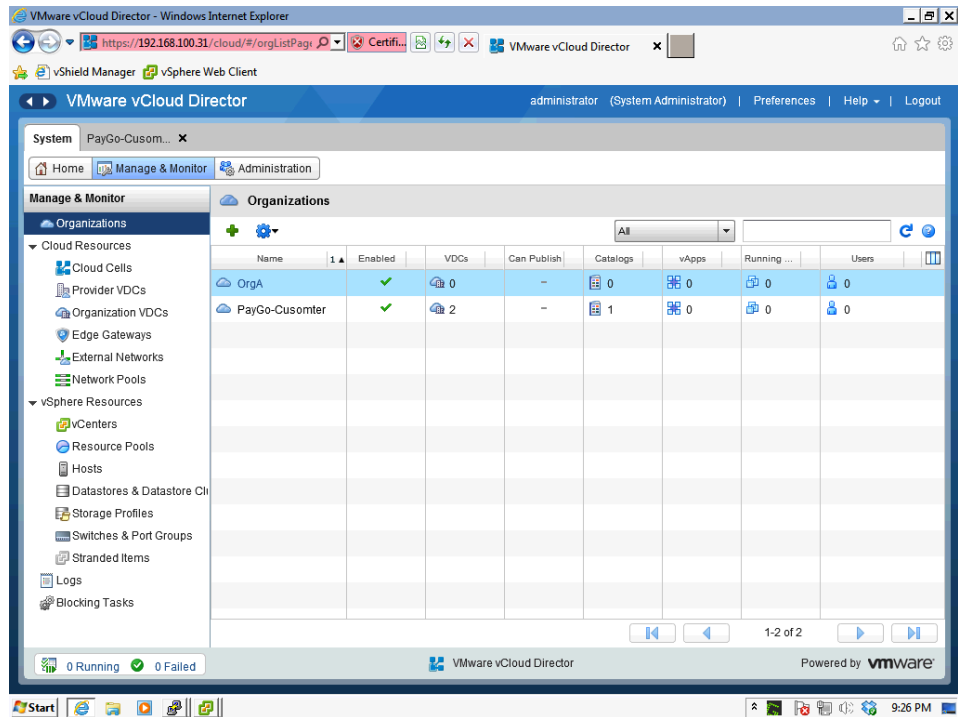 VMware vCloud Director - Windows Internet Explorer
https://192.168.100.31/cloud/#/orgListPage Certifi... VMware vCloud Director
vShield Manager vSphere Web Client
VMware vCloud Director administrator (System Administrator) | Preferences | Help | Logout
System PayGo-Cusom...
Home Manage & Monitor Administration
Manage & Monitor
Organizations
Cloud Resources
Cloud Cells
Provider VDCs
Organization VDCs
Edge Gateways
External Networks
Network Pools
vSphere Resources
vCenters
Resource Pools
Hosts
Datastores & Datastore Clu
Storage Profiles
Switches & Port Groups
Stranded Items
Logs
Blocking Tasks
Organizations
All
Name 1 Enabled VDCs Can Publish Catalogs vApps Running ... Users
OrgA 0 – 0 0 0 0
PayGo-Cusomter 2 – 1 0 0 0
1-2 of 2
0 Running 0 Failed VMware vCloud Director Powered by vmware
Start 9:26 PM